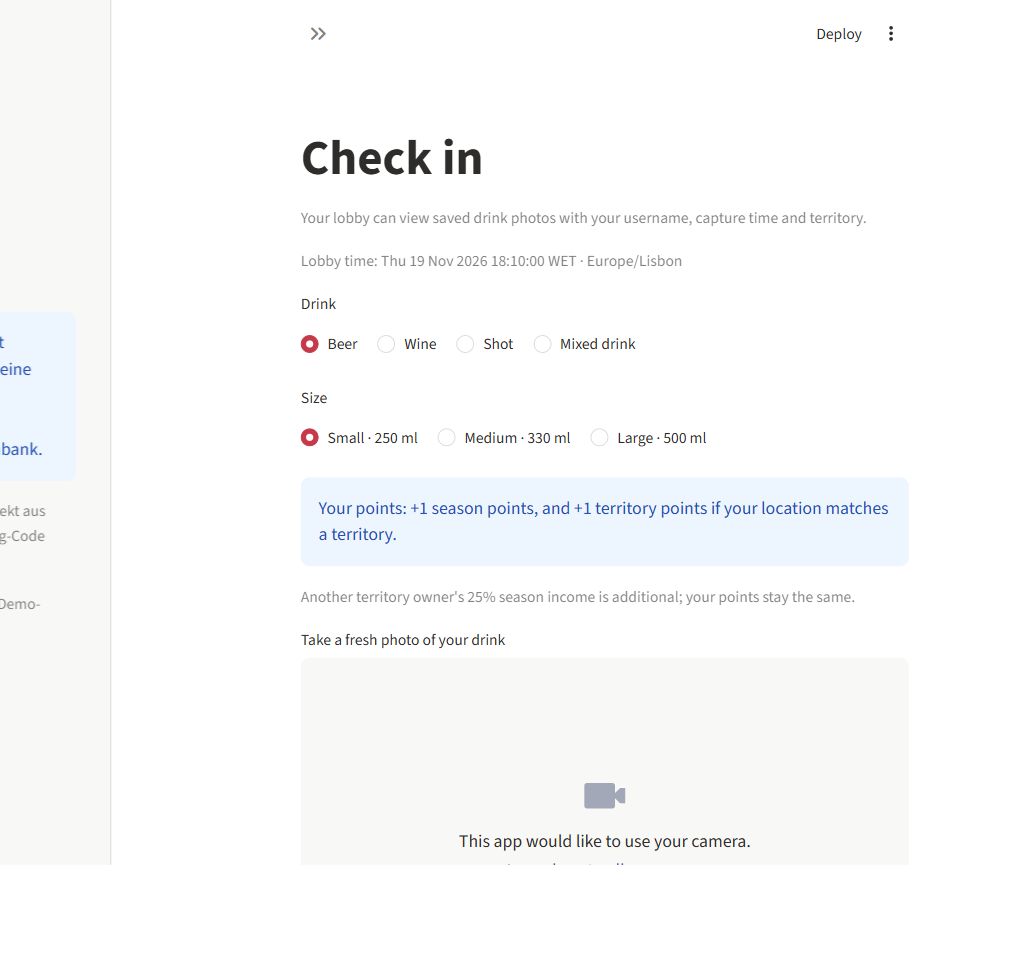 Deploy
Check in
Your lobby can view saved drink photos with your username, capture time and territory.
Lobby time: Thu 19 Nov 2026 18:10:00 WET · Europe/Lisbon
Drink
Beer Wine Shot Mixed drink
Size
Small · 250 ml Medium · 330 ml Large · 500 ml
Your points: +1 season points, and +1 territory points if your location matches
a territory.
Another territory owner's 25% season income is additional; your points stay the same.
Take a fresh photo of your drink
This app would like to use your camera.
eine
bank.
ekt aus
g-Code
Demo-